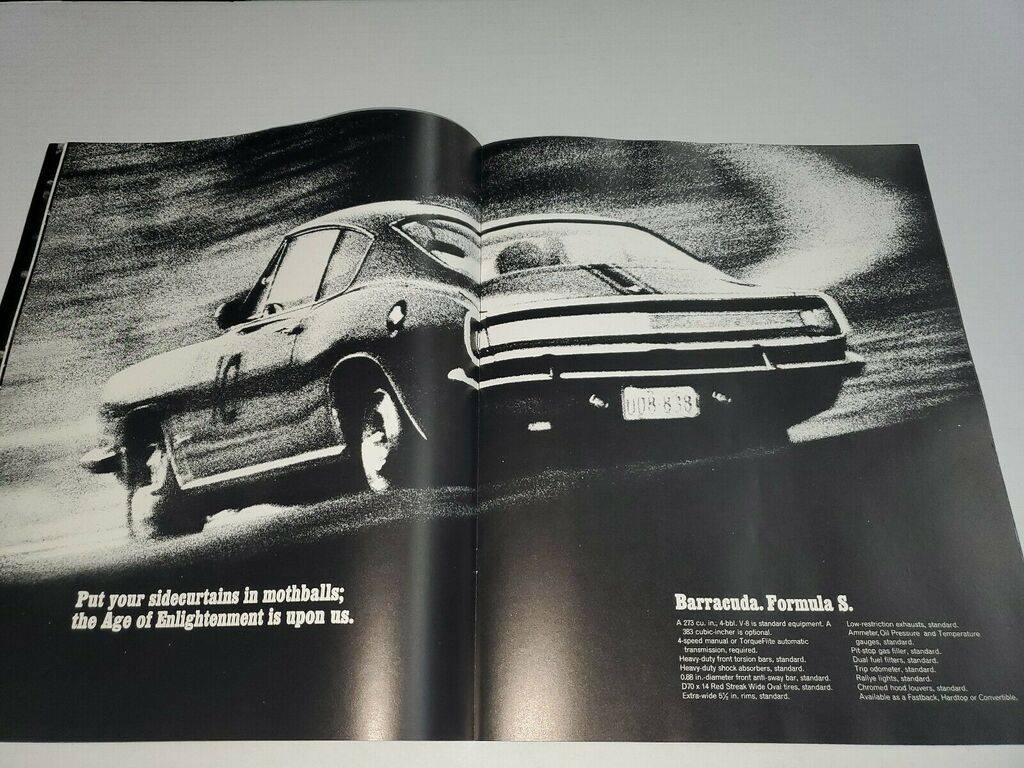 UOB-838
Put your sidecurtains in mothballs;
the Age of Enlightenment is upon us.
Barracuda. Formula S.
A 273 cu. in., 4-bbl. V-8 is standard equipment. A
383 cubic-incher is optional.
4-speed manual or TorqueFlite automatic
transmission, required.
Heavy-duty front torsion bars, standard.
Heavy-duty shock absorbers, standard.
0.88 in.-diameter front anti-sway bar, standard.
D70 x 14 Red Streak Wide Oval tires, standard.
Extra-wide 5½ in. rims, standard.
Low-restriction exhausts, standard.
Ammeter, Oil Pressure and Temperature
gauges, standard.
Pit-stop gas filler, standard.
Dual fuel filters, standard.
Trip odometer, standard.
Rallye lights, standard.
Chromed hood louvers, standard.
Available as a Fastback, Hardtop or Convertible.